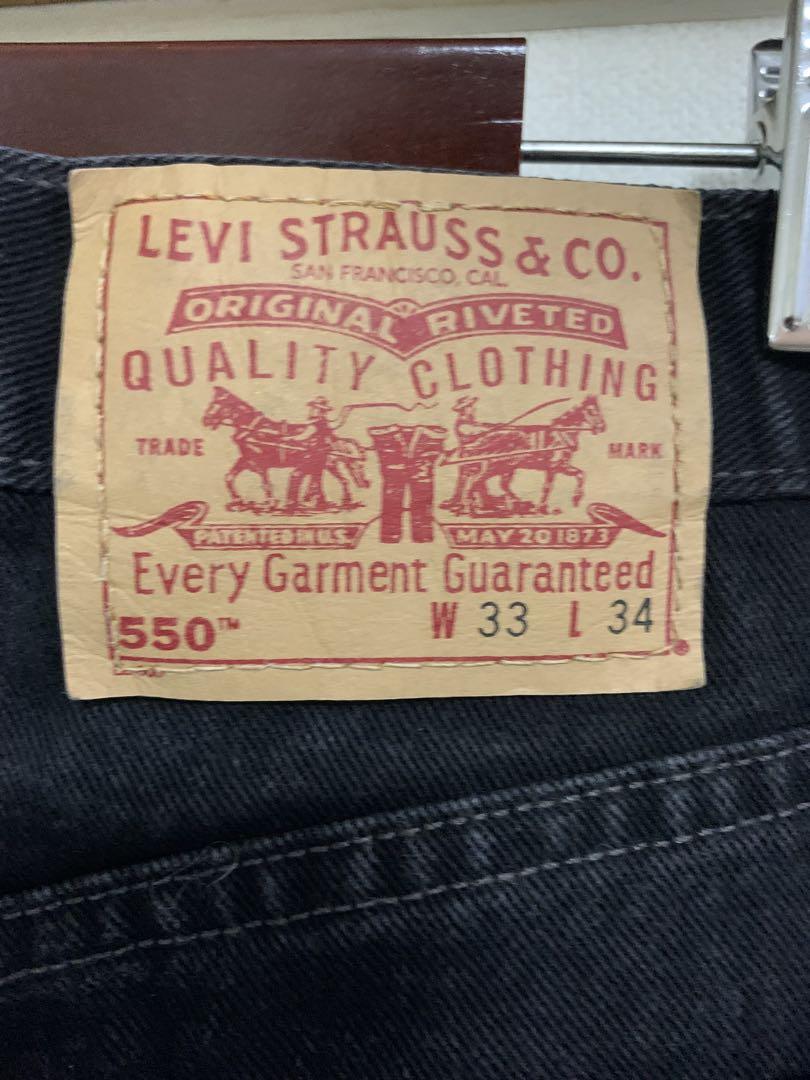 LEVI STRAUSS & CO.
SAN FRANCISCO, CAL.
ORIGINAL RIVETED
QUALITY CLOTHING
TRADE MARK
PATENTED IN U.S. MAY 20 1873
Every Garment Guaranteed
550™ W 33 L 34